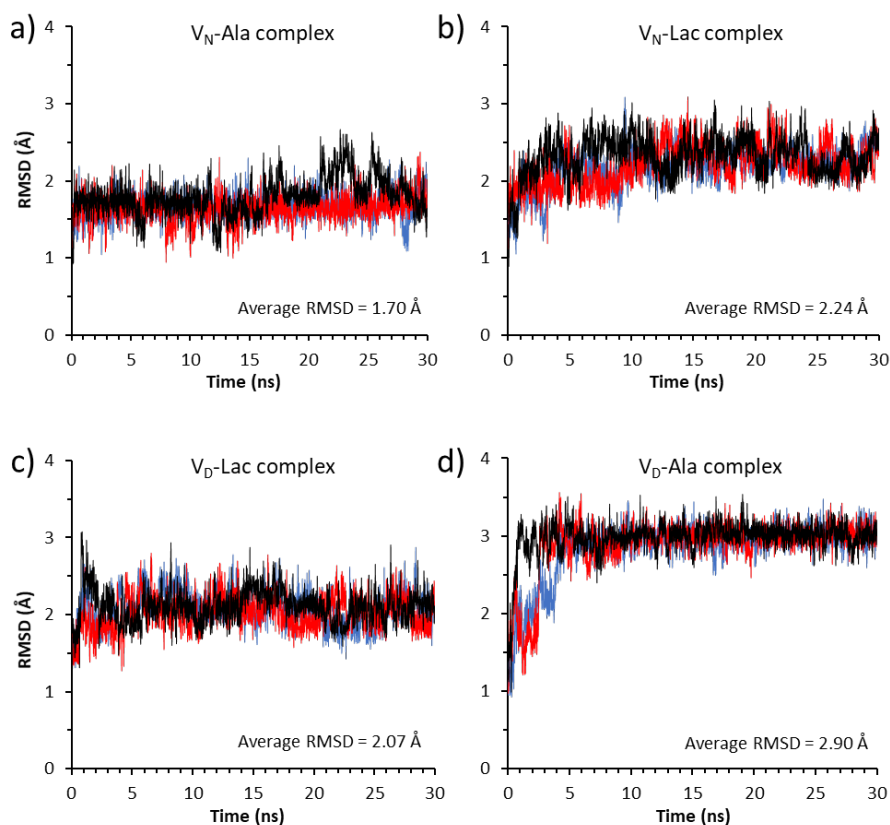 a) V_N-Ala complex
4
3
2
1
0
RMSD (Å)
0 5 10 15 20 25 30
Time (ns)
Average RMSD = 1.70 Å
b) V_N-Lac complex
4
3
2
1
0
0 5 10 15 20 25 30
Time (ns)
Average RMSD = 2.24 Å
c) V_D-Lac complex
4
3
2
1
0
RMSD (Å)
0 5 10 15 20 25 30
Time (ns)
Average RMSD = 2.07 Å
d) V_D-Ala complex
4
3
2
1
0
0 5 10 15 20 25 30
Time (ns)
Average RMSD = 2.90 Å